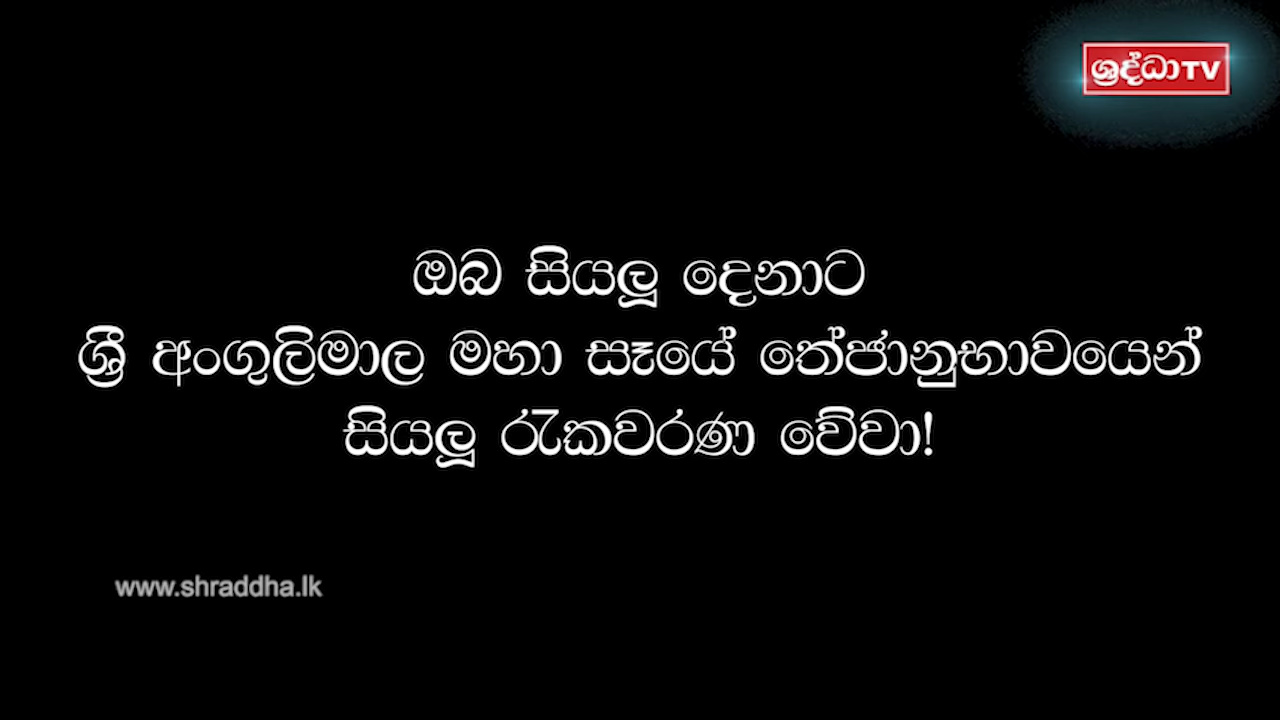 ශ්‍රද්ධාTV
ඔබ සියලූ දෙනාට
ශ්‍රී අංගුලිමාල මහා සෑයේ තේජානුභාවයෙන්
සියලූ රැකවරණ වේවා!
www.shraddha.lk